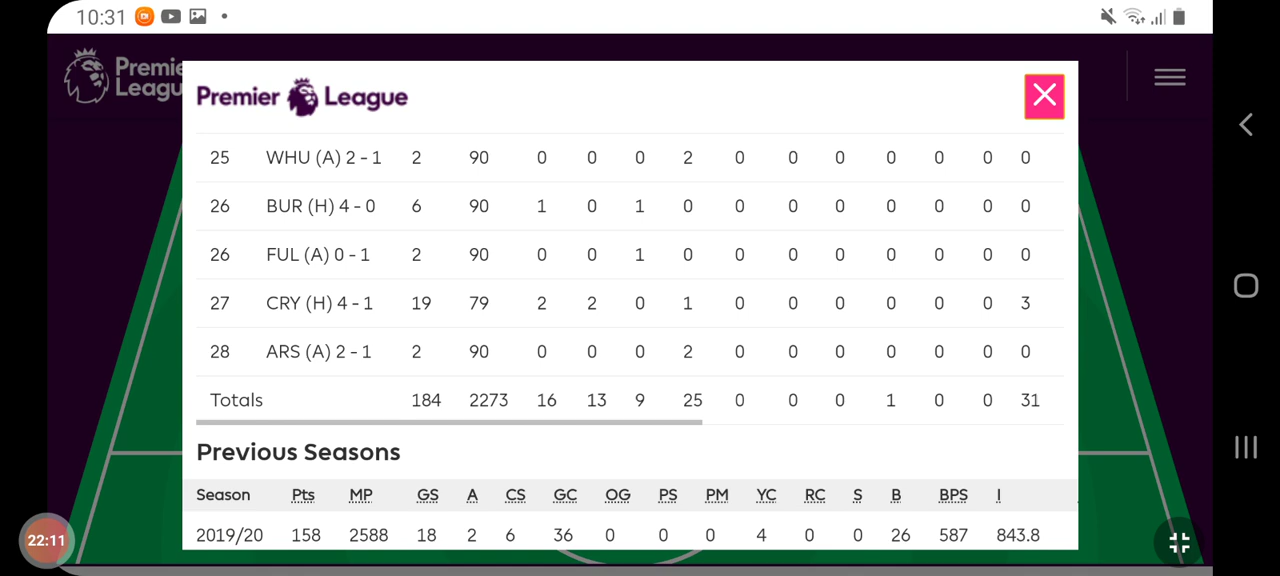 10:31
Premie
Leagu
Premier League
25 WHU (A) 2 - 1 2 90 0 0 0 2 0 0 0 0 0 0 0
26 BUR (H) 4 - 0 6 90 1 0 1 0 0 0 0 0 0 0 0
26 FUL (A) 0 - 1 2 90 0 0 1 0 0 0 0 0 0 0 0
27 CRY (H) 4 - 1 19 79 2 2 0 1 0 0 0 0 0 0 3
28 ARS (A) 2 - 1 2 90 0 0 0 2 0 0 0 0 0 0 0
Totals 184 2273 16 13 9 25 0 0 0 1 0 0 31
Previous Seasons
Season Pts MP GS A CS GC OG PS PM YC RC S B BPS I
2019/20 158 2588 18 2 6 36 0 0 0 4 0 0 26 587 843.8
22:11